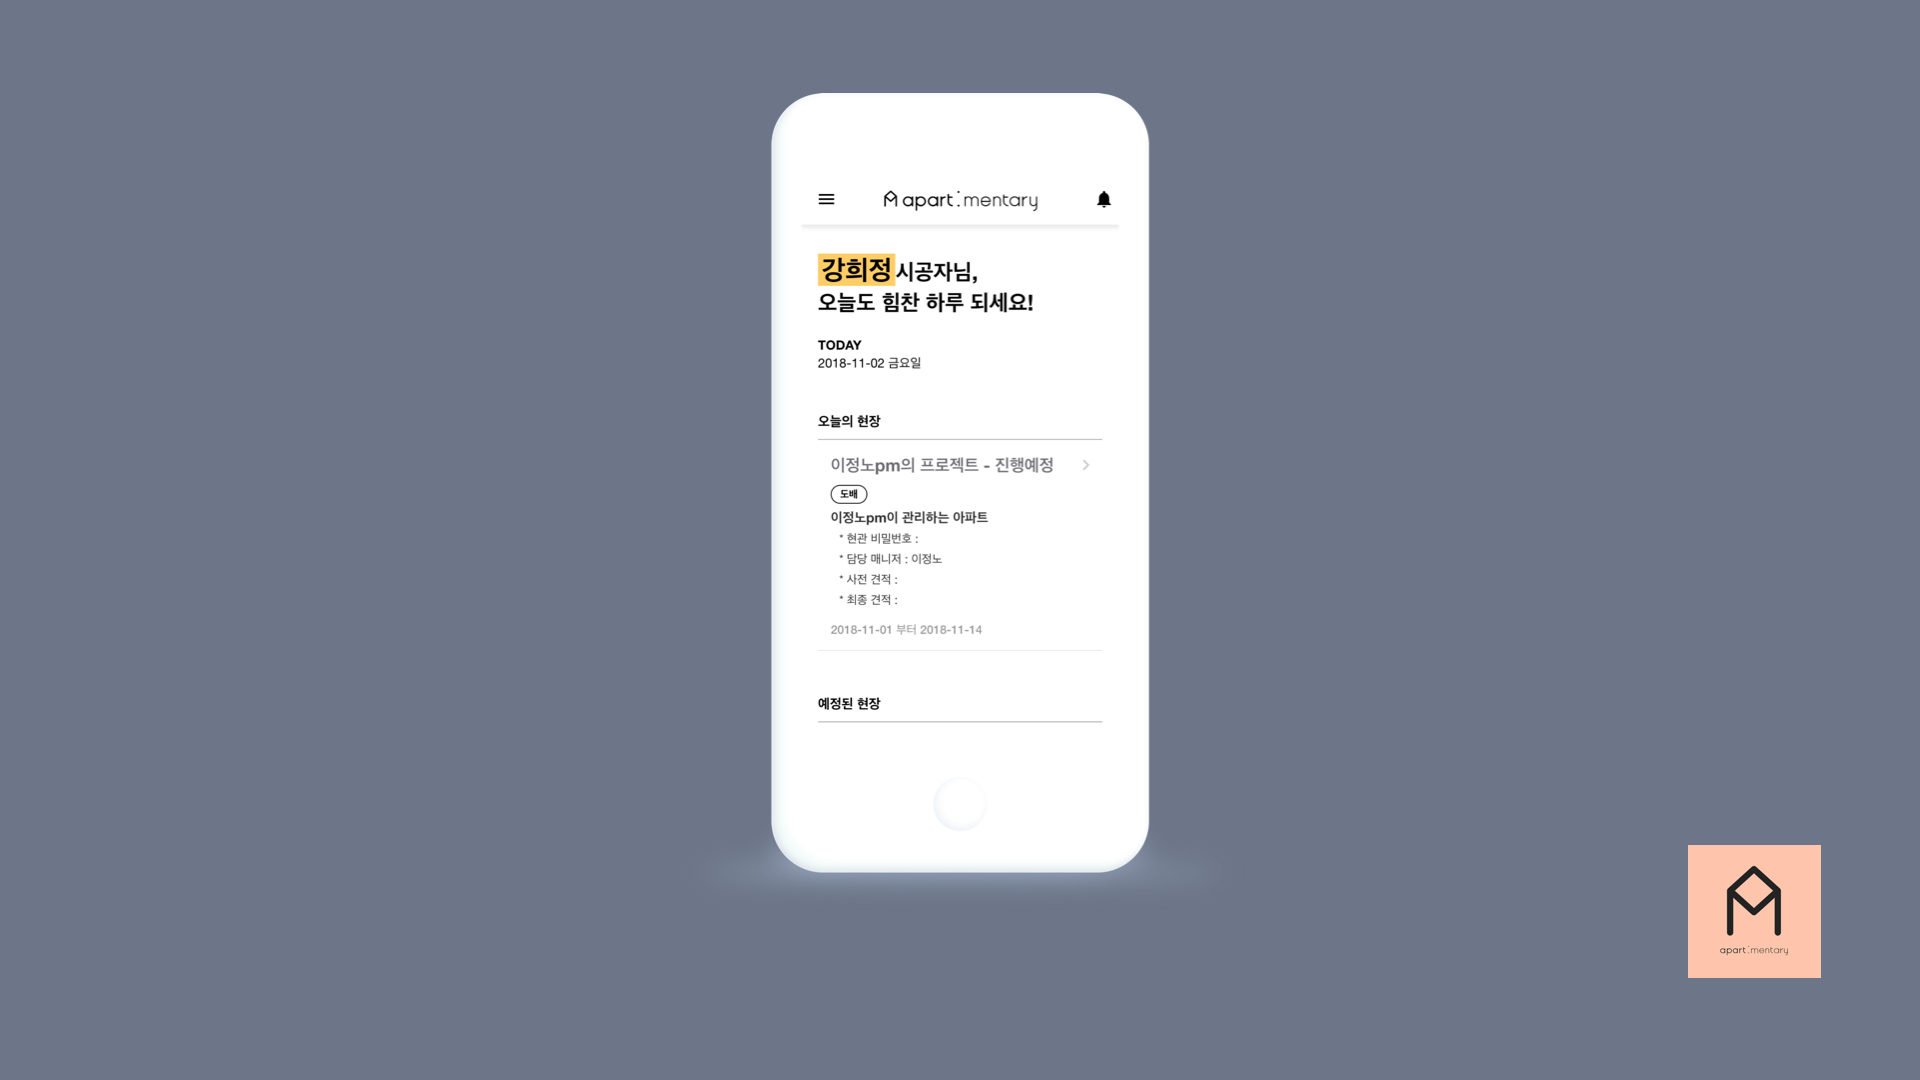 apart:mentary
강희정 시공자님,
오늘도 힘찬 하루 되세요!
TODAY
2018-11-02 금요일
오늘의 현장
이정노pm의 프로젝트 - 진행예정
도배
이정노pm이 관리하는 아파트
* 현관 비밀번호 :
* 담당 매니저 : 이정노
* 사전 견적 :
* 최종 견적 :
2018-11-01 부터 2018-11-14
예정된 현장
apart:mentary